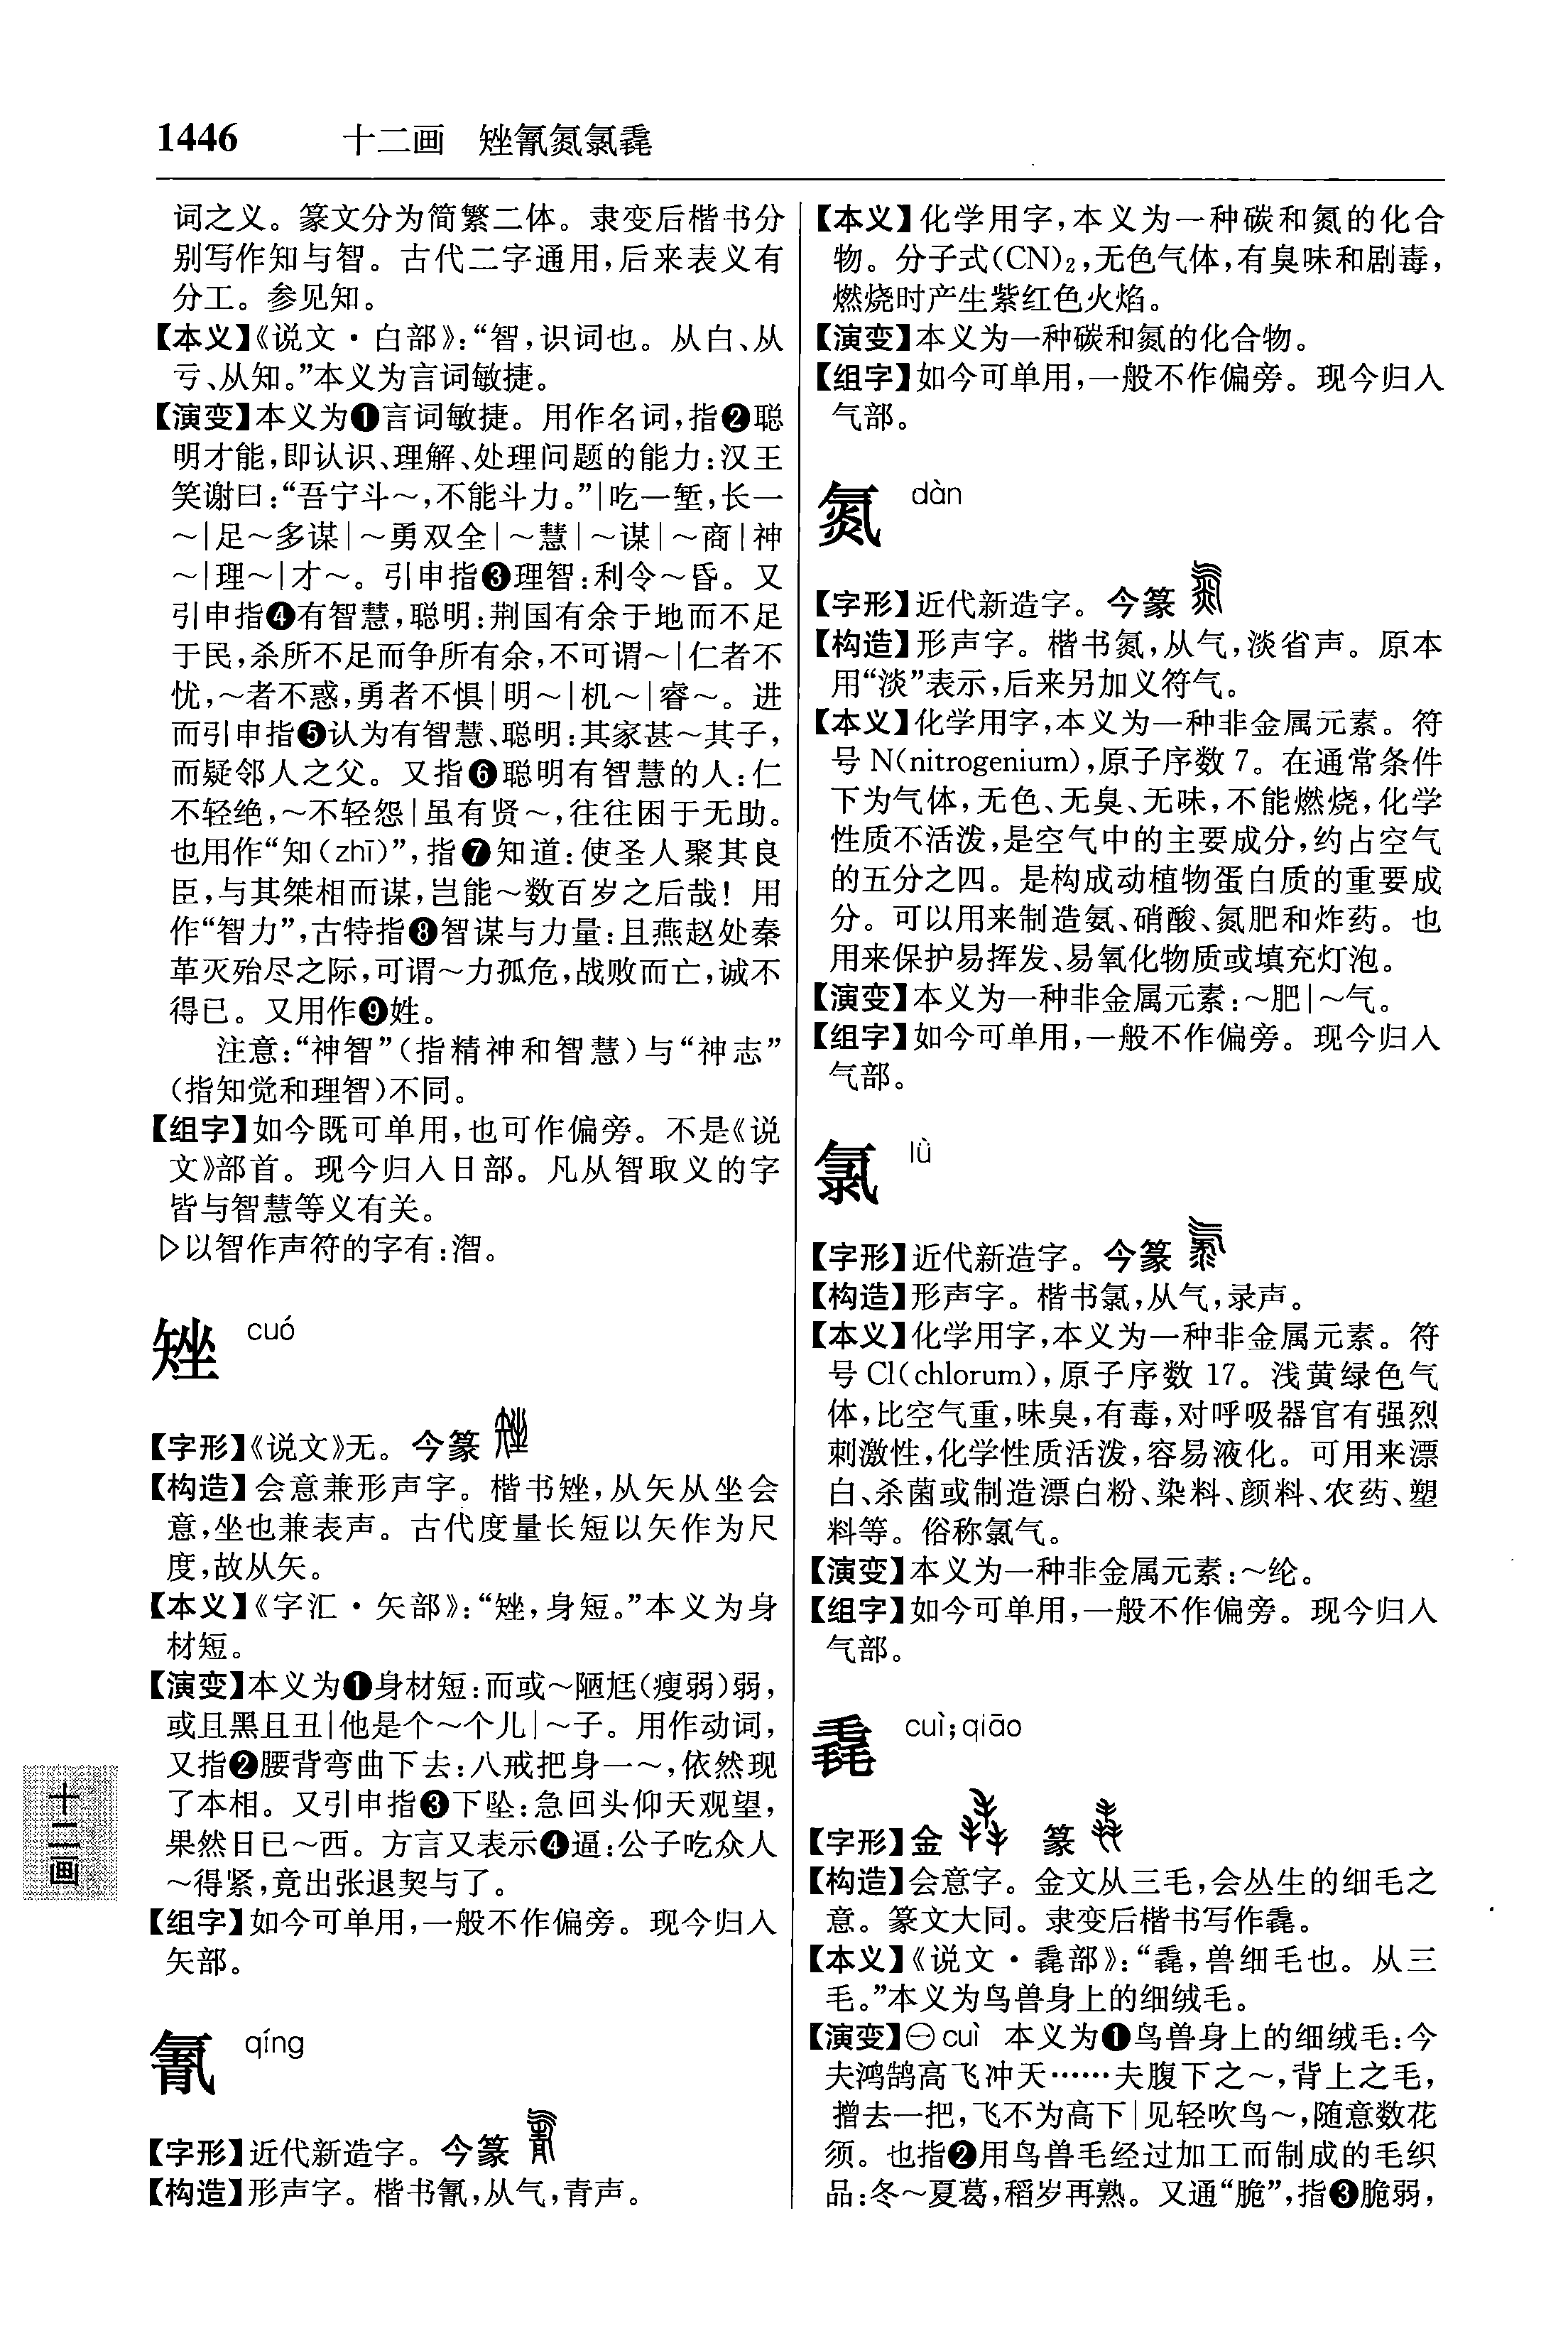 1446 十二画 矬氰氮氯毳
词之义。篆文分为简繁二体。隶变后楷书分
别写作知与智。古代二字通用,后来表义有
分工。参见知。
【本义】《说文·白部》:“智,识词也。从白、从
亏、从知。”本义为言词敏捷。
【演变】本义为❶言词敏捷。用作名词,指❷聪
明才能,即认识、理解、处理问题的能力:汉王
笑谢曰:“吾宁斗～,不能斗力。”|吃一堑,长一
～|足～多谋|～勇双全|～慧|～谋|～商|神
～|理～|才～。引申指❸理智:利令～昏。又
引申指❹有智慧,聪明:荆国有余于地而不足
于民,杀所不足而争所有余,不可谓～|仁者不
忧,～者不惑,勇者不惧|明～|机～|睿～。进
而引申指❺认为有智慧、聪明:其家甚～其子,
而疑邻人之父。又指❻聪明有智慧的人:仁
不轻绝,～不轻怨|虽有贤～,往往困于无助。
也用作“知(zhī)”,指❼知道:使圣人聚其良
臣,与其桀相而谋,岂能～数百岁之后哉!用
作“智力”,古特指❽智谋与力量:且燕赵处秦
革灭殆尽之际,可谓～力孤危,战败而亡,诚不
得已。又用作❾姓。
注意:“神智”(指精神和智慧)与“神志”
(指知觉和理智)不同。
【组字】如今既可单用,也可作偏旁。不是《说
文》部首。现今归入日部。凡从智取义的字
皆与智慧等义有关。
▷以智作声符的字有:潪。
矬 cuó
【字形】《说文》无。今篆
【构造】会意兼形声字。楷书矬,从矢从坐会
意,坐也兼表声。古代度量长短以矢作为尺
度,故从矢。
【本义】《字汇·矢部》:“矬,身短。”本义为身
材短。
【演变】本义为❶身材短:而或～陋尪(瘦弱)弱,
或且黑且丑|他是个～个儿|～子。用作动词,
又指❷腰背弯曲下去:八戒把身一～,依然现
了本相。又引申指❸下坠:急回头仰天观望,
果然日已～西。方言又表示❹逼:公子吃众人
～得紧,竟出张退契与了。
【组字】如今可单用,一般不作偏旁。现今归入
矢部。
氰 qíng
【字形】近代新造字。今篆
【构造】形声字。楷书氰,从气,青声。
【本义】化学用字,本义为一种碳和氮的化合
物。分子式(CN)₂,无色气体,有臭味和剧毒,
燃烧时产生紫红色火焰。
【演变】本义为一种碳和氮的化合物。
【组字】如今可单用,一般不作偏旁。现今归入
气部。
氮 dàn
【字形】近代新造字。今篆
【构造】形声字。楷书氮,从气,淡省声。原本
用“淡”表示,后来另加义符气。
【本义】化学用字,本义为一种非金属元素。符
号 N(nitrogenium),原子序数 7。在通常条件
下为气体,无色、无臭、无味,不能燃烧,化学
性质不活泼,是空气中的主要成分,约占空气
的五分之四。是构成动植物蛋白质的重要成
分。可以用来制造氨、硝酸、氮肥和炸药。也
用来保护易挥发、易氧化物质或填充灯泡。
【演变】本义为一种非金属元素:～肥|～气。
【组字】如今可单用,一般不作偏旁。现今归入
气部。
氯 lǜ
【字形】近代新造字。今篆
【构造】形声字。楷书氯,从气,录声。
【本义】化学用字,本义为一种非金属元素。符
号 Cl(chlorum),原子序数 17。浅黄绿色气
体,比空气重,味臭,有毒,对呼吸器官有强烈
刺激性,化学性质活泼,容易液化。可用来漂
白、杀菌或制造漂白粉、染料、颜料、农药、塑
料等。俗称氯气。
【演变】本义为一种非金属元素:～纶。
【组字】如今可单用,一般不作偏旁。现今归入
气部。
毳 cuì;qiāo
【字形】金 篆
【构造】会意字。金文从三毛,会丛生的细毛之
意。篆文大同。隶变后楷书写作毳。
【本义】《说文·毳部》:“毳,兽细毛也。从三
毛。”本义为鸟兽身上的细绒毛。
【演变】㊀cuì 本义为❶鸟兽身上的细绒毛:今
夫鸿鹄高飞冲天……夫腹下之～,背上之毛,
撍去一把,飞不为高下|见轻吹鸟～,随意数花
须。也指❷用鸟兽毛经过加工而制成的毛织
品:冬～夏葛,稻岁再熟。又通“脆”,指❸脆弱,
十二画